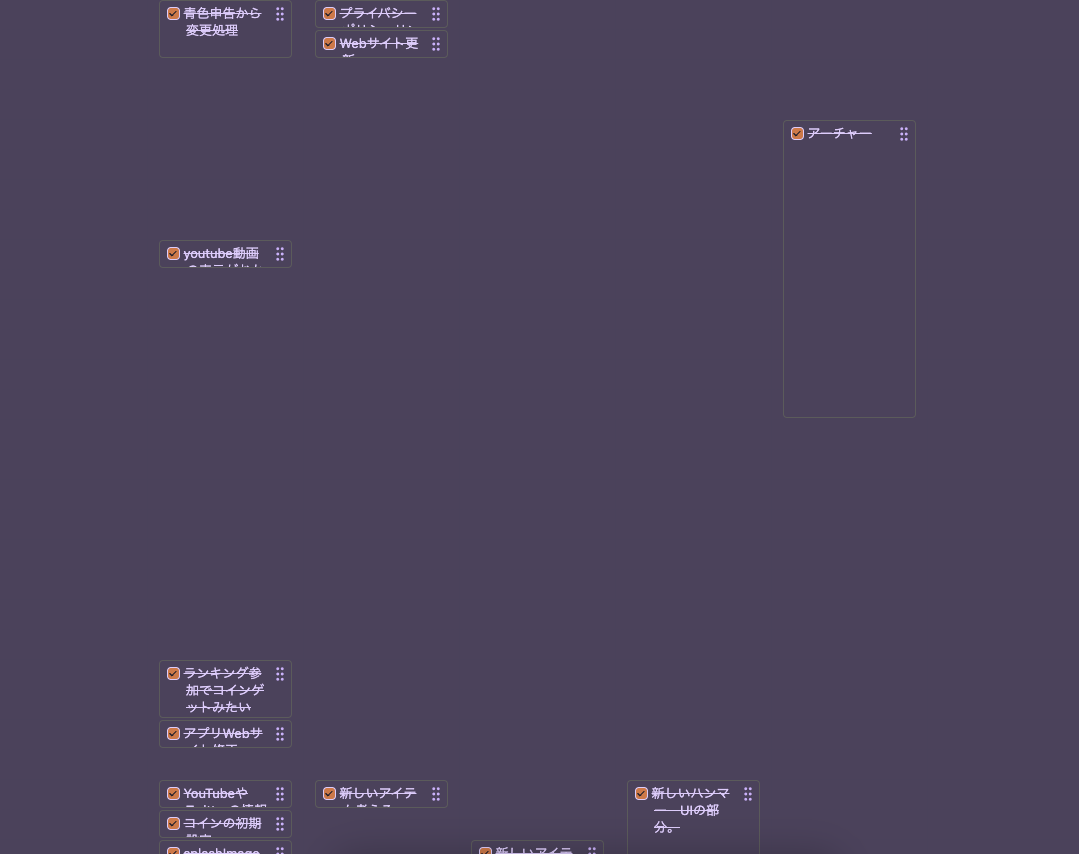 青色申告から
変更処理
プライバシー
Webサイト更
アーチャー
youtube動画
ランキング参
加でコインゲ
ットみたい
アプリWebサ
YouTubeや
新しいアイテ
新しいハンマ
ー　UIの部
分。
コインの初期
splashImage
新しいアイテ